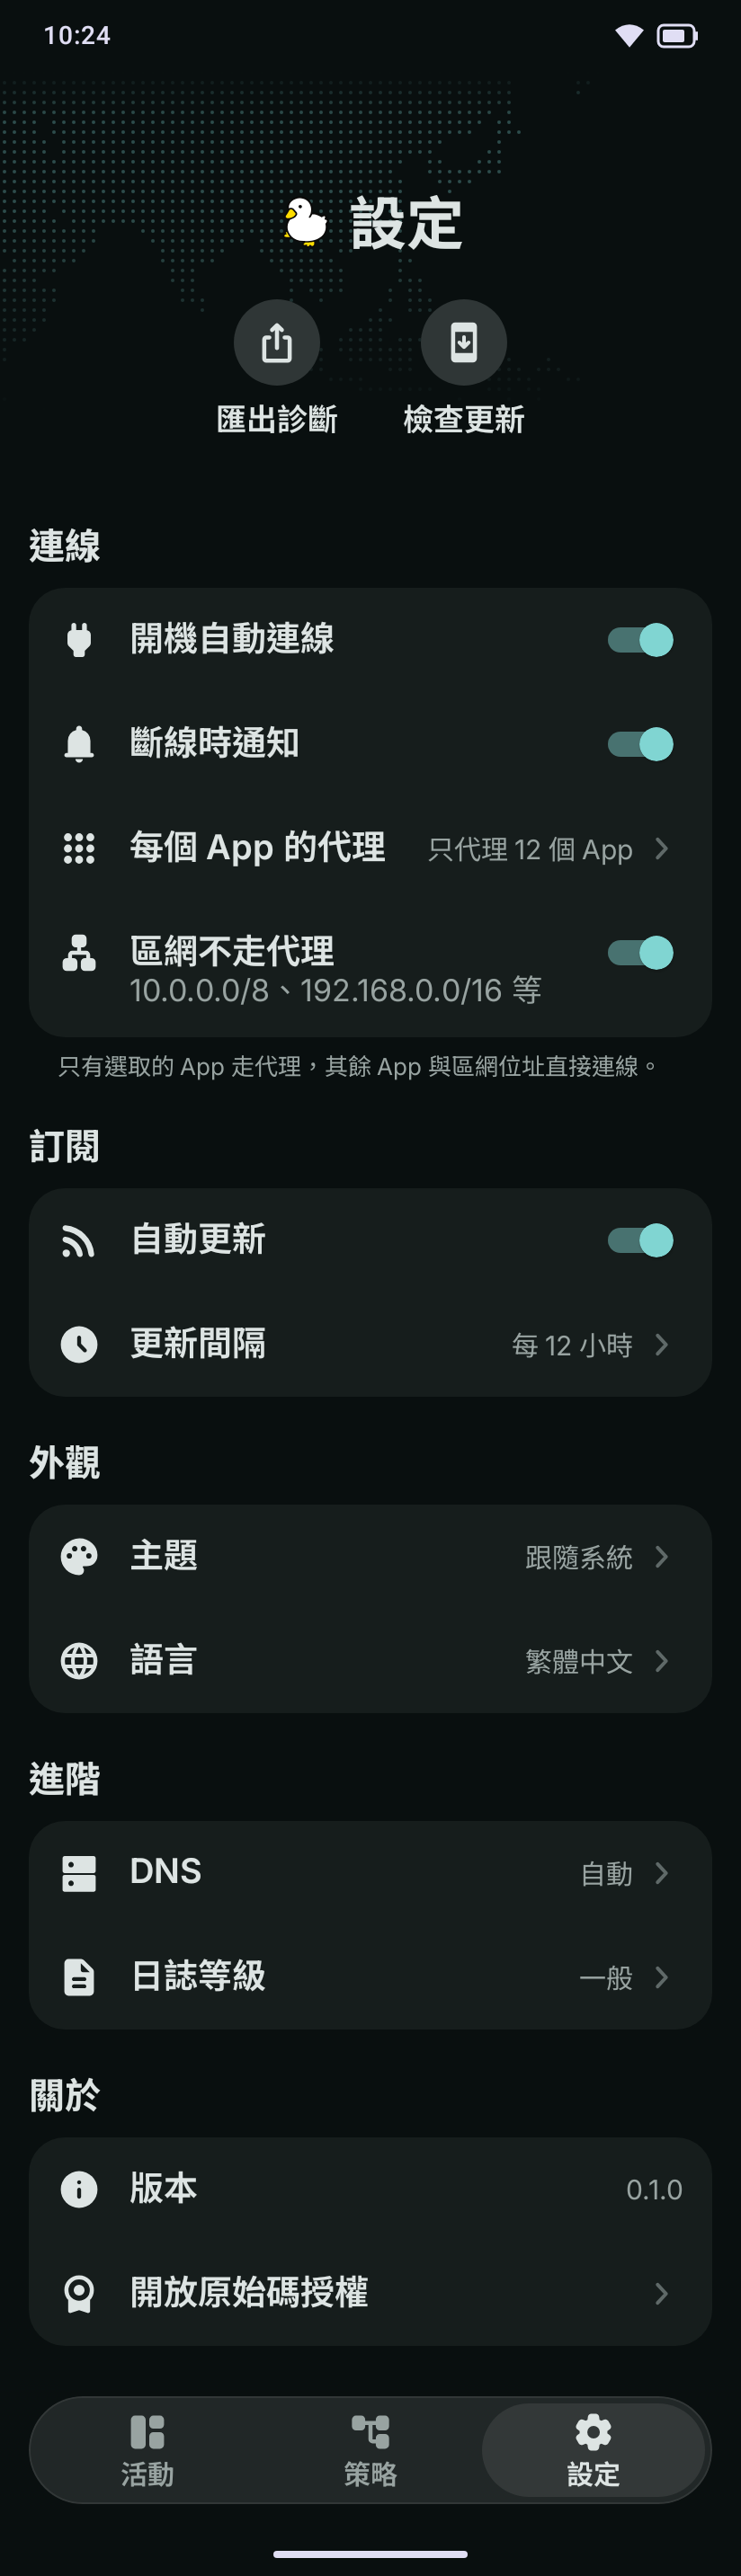 10:24
設定
匯出診斷
檢查更新
連線
開機自動連線
斷線時通知
每個 App 的代理 只代理 12 個 App
區網不走代理
10.0.0.0/8、192.168.0.0/16 等
只有選取的 App 走代理，其餘 App 與區網位址直接連線。
訂閱
自動更新
更新間隔 每 12 小時
外觀
主題 跟隨系統
語言 繁體中文
進階
DNS 自動
日誌等級 一般
關於
版本 0.1.0
開放原始碼授權
活動
策略
設定